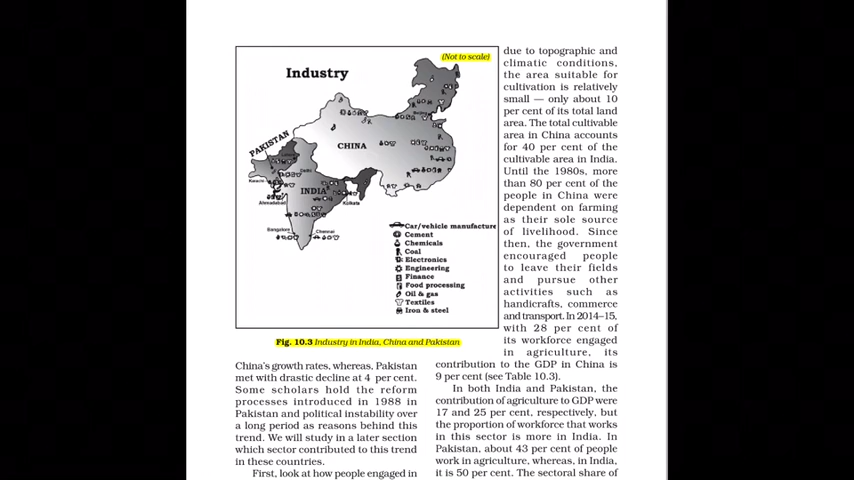 (Not to scale)
Industry
PAKISTAN
CHINA
Beijing
Delhi
Karachi
INDIA
Ahmadabad
Kolkata
Bangalore
Chennai
Car/vehicle manufacture
Cement
Chemicals
Coal
Electronics
Engineering
Finance
Food processing
Oil & gas
Textiles
Iron & steel
Fig. 10.3 Industry in India, China and Pakistan
China's growth rates, whereas, Pakistan
met with drastic decline at 4 per cent.
Some scholars hold the reform
processes introduced in 1988 in
Pakistan and political instability over
a long period as reasons behind this
trend. We will study in a later section
which sector contributed to this trend
in these countries.
First, look at how people engaged in
due to topographic and
climatic conditions,
the area suitable for
cultivation is relatively
small — only about 10
per cent of its total land
area. The total cultivable
area in China accounts
for 40 per cent of the
cultivable area in India.
Until the 1980s, more
than 80 per cent of the
people in China were
dependent on farming
as their sole source
of livelihood. Since
then, the government
encouraged people
to leave their fields
and pursue other
activities such as
handicrafts, commerce
and transport. In 2014–15,
with 28 per cent of
its workforce engaged
in agriculture, its
contribution to the GDP in China is
9 per cent (see Table 10.3).
In both India and Pakistan, the
contribution of agriculture to GDP were
17 and 25 per cent, respectively, but
the proportion of workforce that works
in this sector is more in India. In
Pakistan, about 43 per cent of people
work in agriculture, whereas, in India,
it is 50 per cent. The sectoral share of